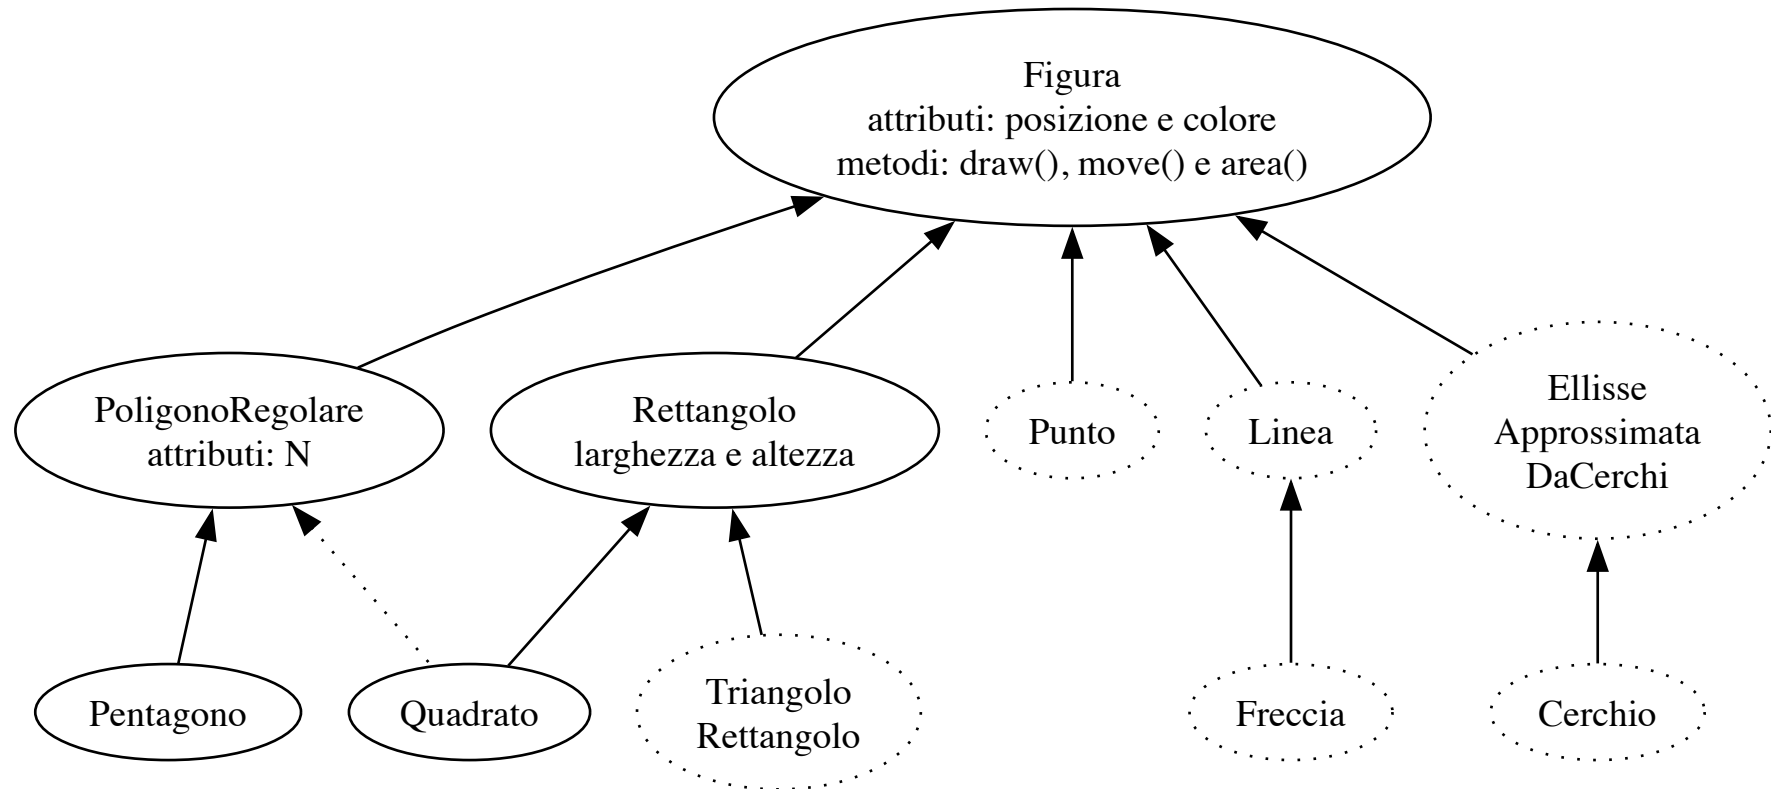 Figura
attributi: posizione e colore
metodi: draw(), move() e area()
PoligonoRegolare
attributi: N
Rettangolo
larghezza e altezza
Punto
Linea
Ellisse
Approssimata
DaCerchi
Pentagono
Quadrato
Triangolo
Rettangolo
Freccia
Cerchio